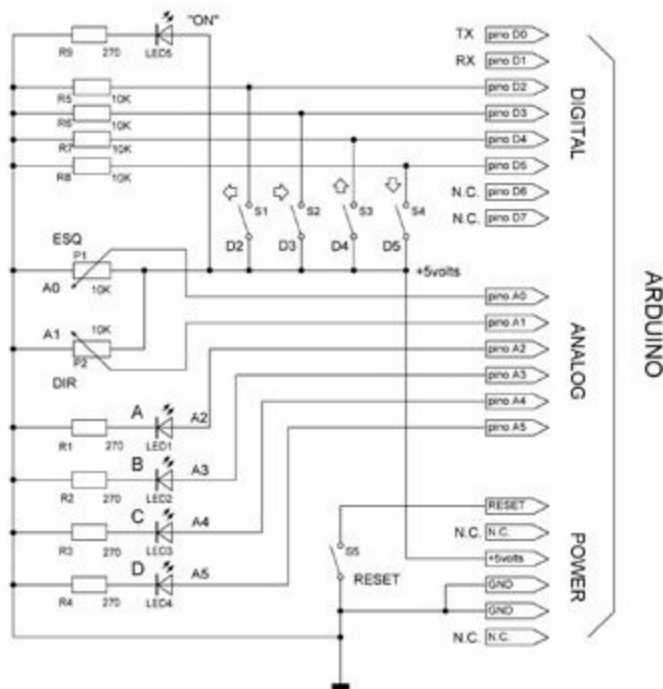 "ON"
R9 270 LED5
R5 10K
R6 10K
R7 10K
R8 10K
TX pino D0
RX pino D1
pino D2
pino D3
pino D4
pino D5
N.C. pino D6
N.C. pino D7
DIGITAL
S1 S2 S3 S4
D2 D3 D4 D5
+5volts
ESQ
P1
A0 10K
A1 10K
P2
DIR
pino A0
pino A1
pino A2
pino A3
pino A4
pino A5
ANALOG
ARDUINO
A A2
R1 270 LED1
B A3
R2 270 LED2
C A4
R3 270 LED3
D A5
R4 270 LED4
S5
RESET
RESET
N.C. N.C.
+5volts
GND
GND
N.C. N.C.
POWER